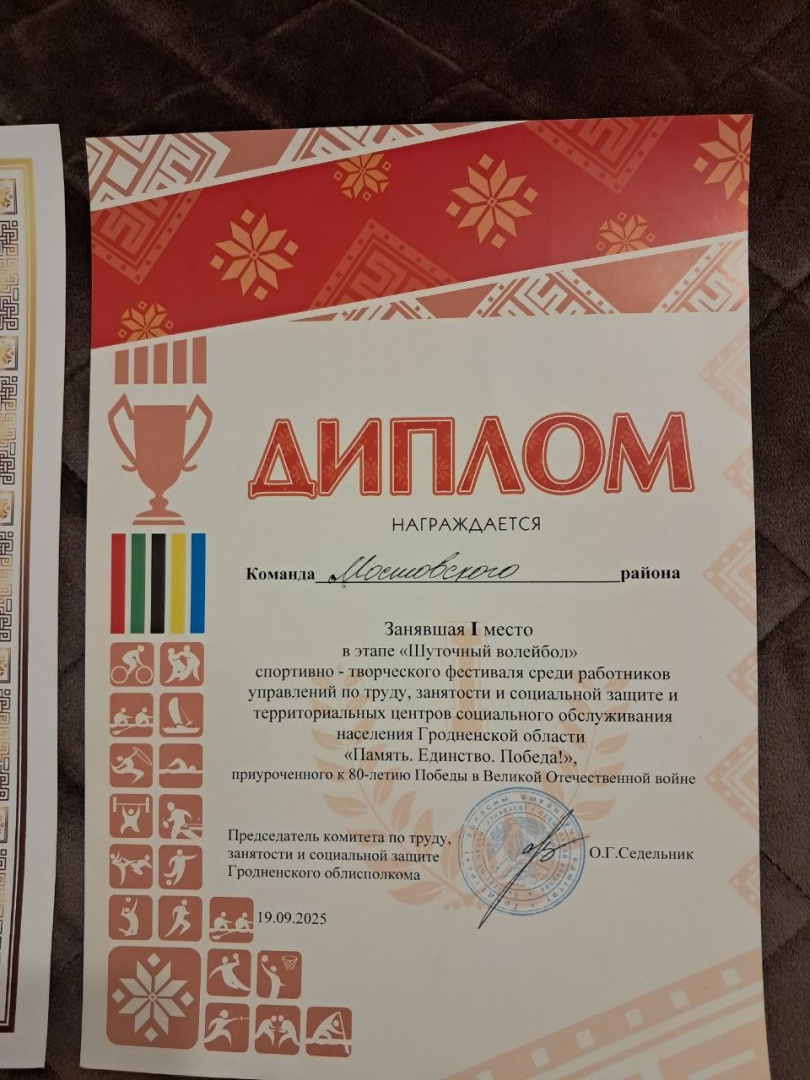 ДИПЛОМ
НАГРАЖДАЕТСЯ
Команда Мостовского района
Занявшая I место
в этапе «Шуточный волейбол»
спортивно - творческого фестиваля среди работников
управлений по труду, занятости и социальной защите и
территориальных центров социального обслуживания
населения Гродненской области
«Память. Единство. Победа!»,
приуроченного к 80-летию Победы в Великой Отечественной войне
Председатель комитета по труду,
занятости и социальной защите
Гродненского облисполкома
О.Г.Седельник
19.09.2025